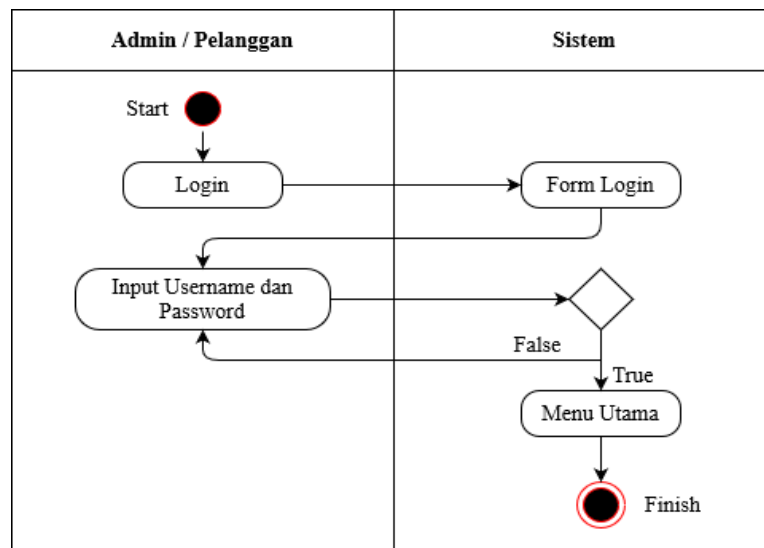 Admin / Pelanggan
Sistem
Start
Login
Form Login
Input Username dan
Password
False
True
Menu Utama
Finish